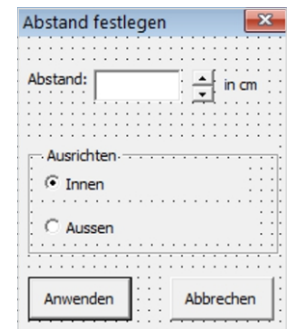 Abstand festlegen
Abstand: in cm
Ausrichten
Innen
Aussen
Anwenden Abbrechen